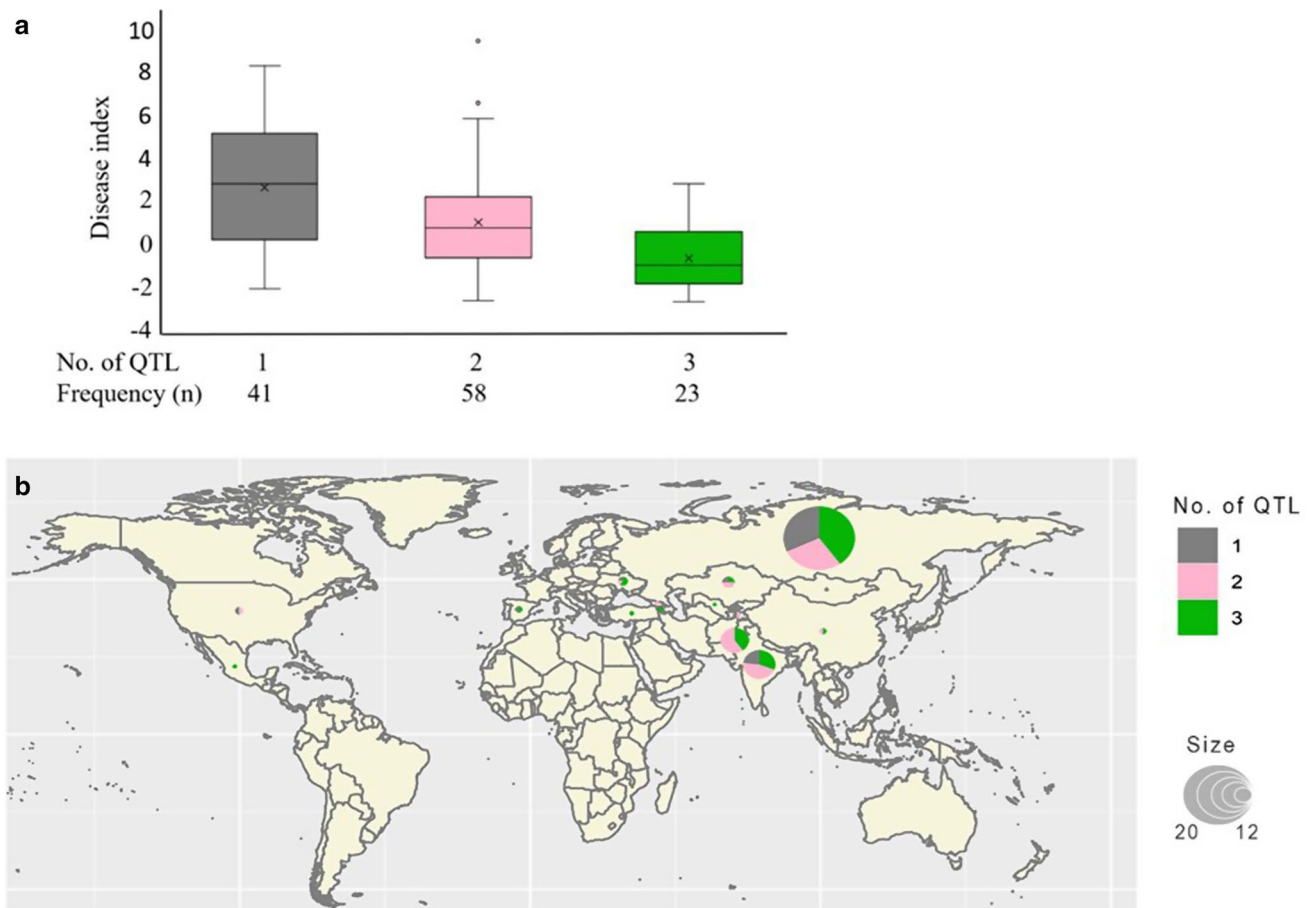 a
10
8
6
4
2
0
-2
-4
Disease index
No. of QTL 1 2 3
Frequency (n) 41 58 23
b
No. of QTL
1
2
3
Size
20 12